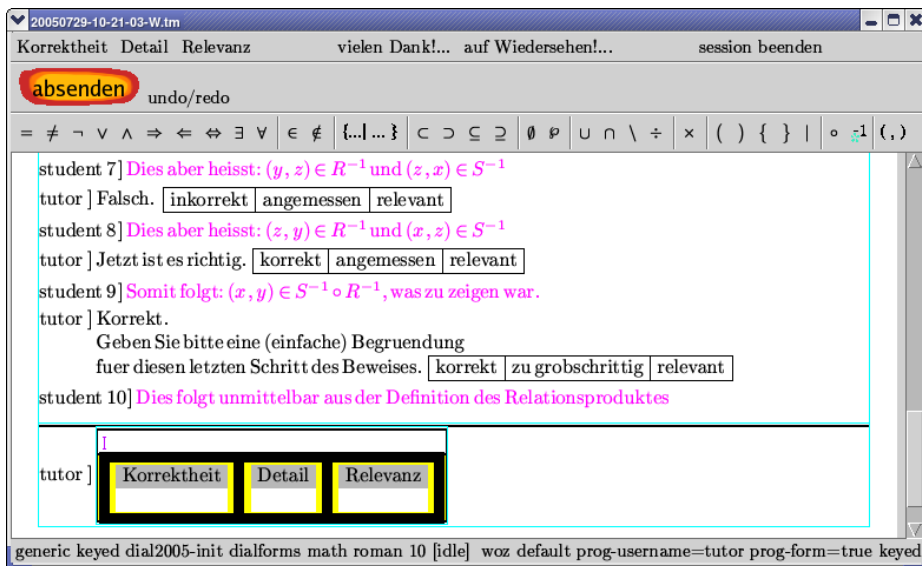 20050729-10-21-03-W.tm
Korrektheit Detail Relevanz vielen Dank!... auf Wiedersehen!... session beenden
absenden undo/redo
= ≠ ¬ ∨ ∧ ⇒ ⇐ ⇔ ∃ ∀ ∈ ∉ {...| ... } ⊂ ⊃ ⊆ ⊇ ∅ ℘ ∪ ∩ \ ÷ × ( ) { } | ∘ -1 (,)
student 7] Dies aber heisst: (y, z) ∈ R⁻¹ und (z, x) ∈ S⁻¹
tutor ] Falsch. inkorrekt angemessen relevant
student 8] Dies aber heisst: (z, y) ∈ R⁻¹ und (x, z) ∈ S⁻¹
tutor ] Jetzt ist es richtig. korrekt angemessen relevant
student 9] Somit folgt: (x, y) ∈ S⁻¹ ∘ R⁻¹, was zu zeigen war.
tutor ] Korrekt.
Geben Sie bitte eine (einfache) Begruendung
fuer diesen letzten Schritt des Beweises. korrekt zu grobschrittig relevant
student 10] Dies folgt unmittelbar aus der Definition des Relationsproduktes
tutor ] Korrektheit Detail Relevanz
generic keyed dial2005-init dialforms math roman 10 [idle] woz default prog-username=tutor prog-form=true keyed